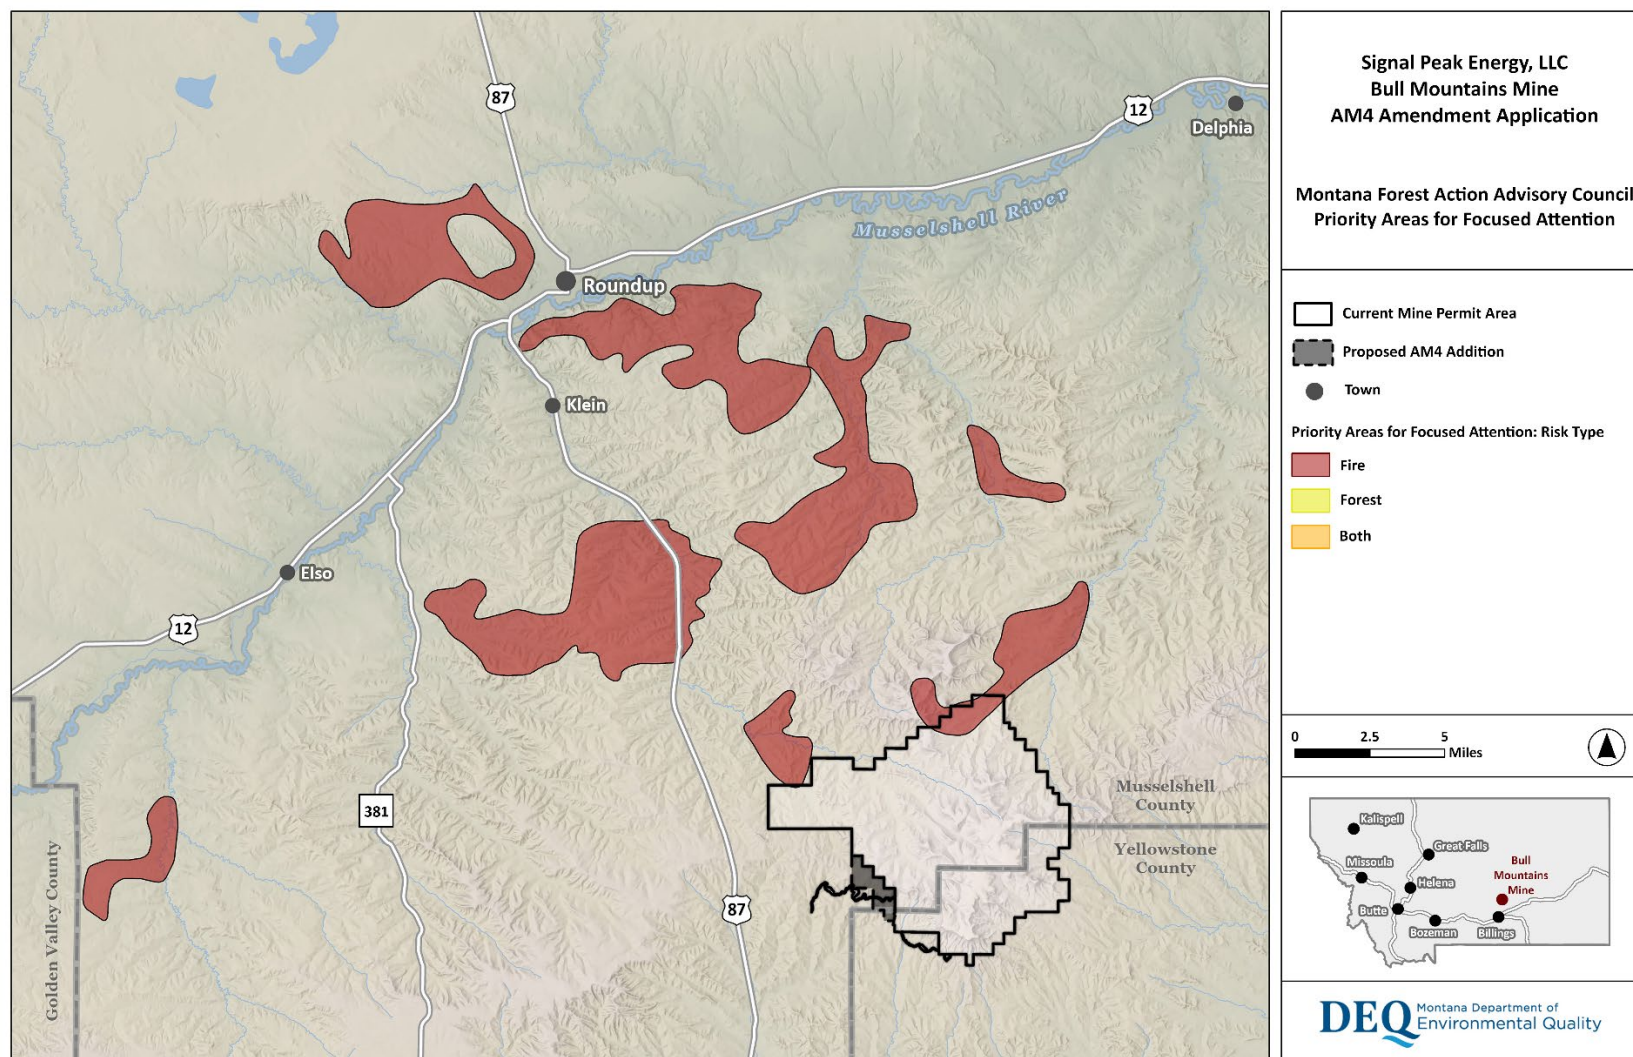 Signal Peak Energy, LLC
Bull Mountains Mine
AM4 Amendment Application
Montana Forest Action Advisory Council
Priority Areas for Focused Attention
Current Mine Permit Area
Proposed AM4 Addition
Town
Priority Areas for Focused Attention: Risk Type
Fire
Forest
Both
0 2.5 5
Miles
Kalispell
Great Falls
Missoula
Bull
Mountains
Mine
Helena
Butte
Bozeman
Billings
DEQ
Montana Department of
Environmental Quality
87
12
Delphia
Musselshell River
Roundup
Klein
Elso
12
381
87
Musselshell
County
Yellowstone
County
Golden Valley County